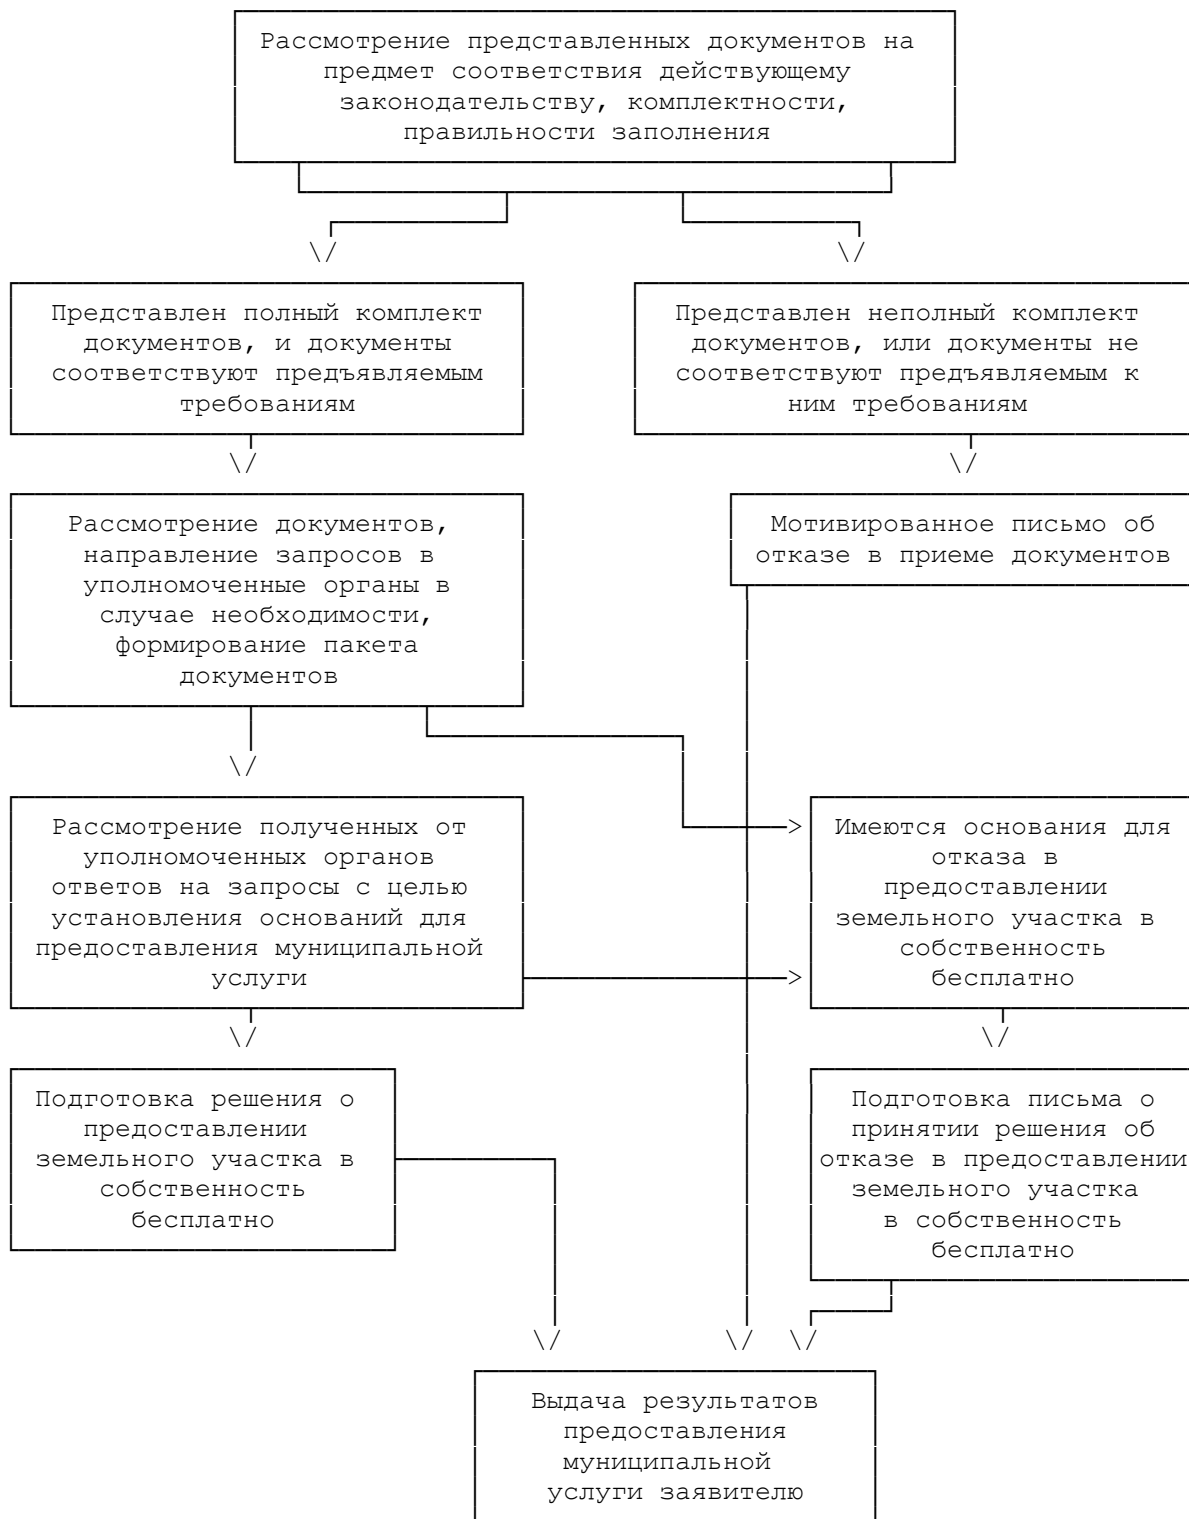 Рассмотрение представленных документов на
предмет соответствия действующему
законодательству, комплектности,
правильности заполнения
Представлен полный комплект
документов, и документы
соответствуют предъявляемым
требованиям
Представлен неполный комплект
документов, или документы не
соответствуют предъявляемым к
ним требованиям
Рассмотрение документов,
направление запросов в
уполномоченные органы в
случае необходимости,
формирование пакета
документов
Мотивированное письмо об
отказе в приеме документов
Рассмотрение полученных от
уполномоченных органов
ответов на запросы с целью
установления оснований для
предоставления муниципальной
услуги
Имеются основания для
отказа в
предоставлении
земельного участка в
собственность
бесплатно
Подготовка решения о
предоставлении
земельного участка в
собственность
бесплатно
Подготовка письма о
принятии решения об
отказе в предоставлении
земельного участка
в собственность
бесплатно
Выдача результатов
предоставления
муниципальной
услуги заявителю